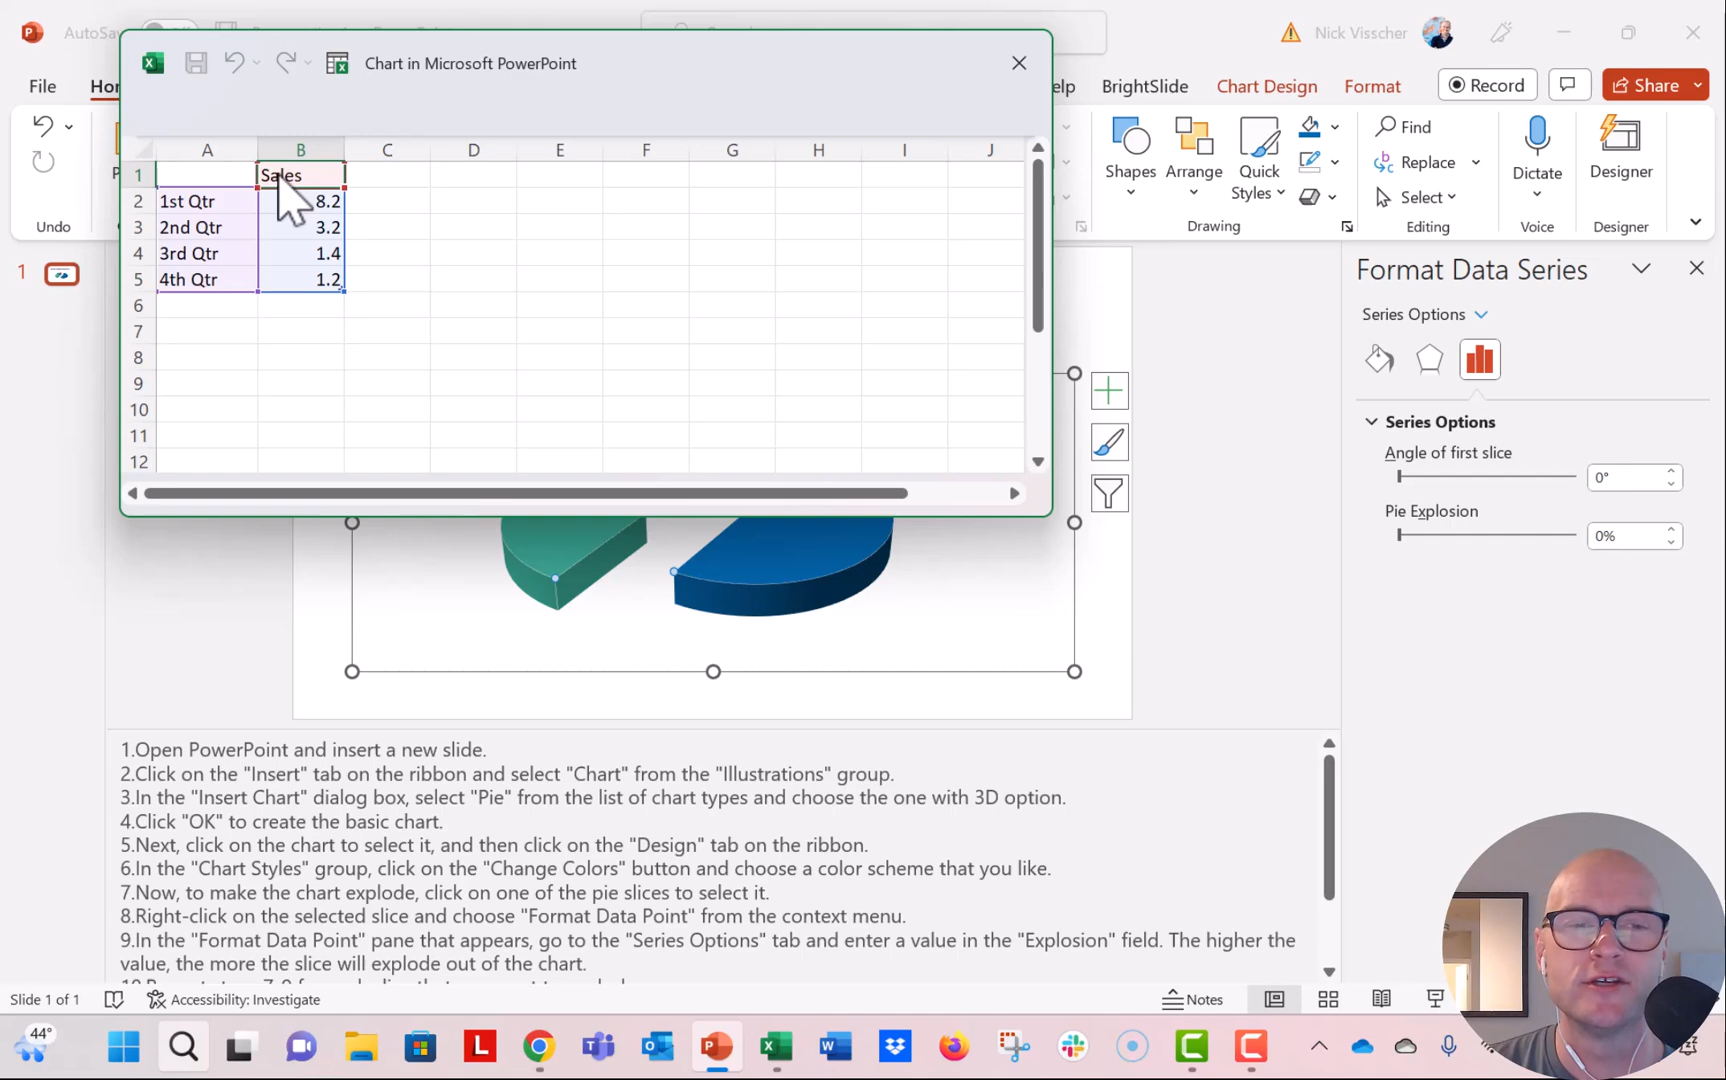 AutoSav
Nick Visscher
Chart in Microsoft PowerPoint
File
Hor
elp
BrightSlide
Chart Design
Format
Record
Share
Undo
Shapes
Arrange
Quick
Styles
Drawing
Find
Replace
Select
Editing
Dictate
Voice
Designer
Designer
A B C D E F G H I J
1 Sales
2 1st Qtr 8.2
3 2nd Qtr 3.2
4 3rd Qtr 1.4
5 4th Qtr 1.2
6
7
8
9
10
11
12
1
Format Data Series
Series Options
Series Options
Angle of first slice
0°
Pie Explosion
0%
1.Open PowerPoint and insert a new slide.
2.Click on the "Insert" tab on the ribbon and select "Chart" from the "Illustrations" group.
3.In the "Insert Chart" dialog box, select "Pie" from the list of chart types and choose the one with 3D option.
4.Click "OK" to create the basic chart.
5.Next, click on the chart to select it, and then click on the "Design" tab on the ribbon.
6.In the "Chart Styles" group, click on the "Change Colors" button and choose a color scheme that you like.
7.Now, to make the chart explode, click on one of the pie slices to select it.
8.Right-click on the selected slice and choose "Format Data Point" from the context menu.
9.In the "Format Data Point" pane that appears, go to the "Series Options" tab and enter a value in the "Explosion" field. The higher the
value, the more the slice will explode out of the chart.
Slide 1 of 1
Accessibility: Investigate
Notes
44°